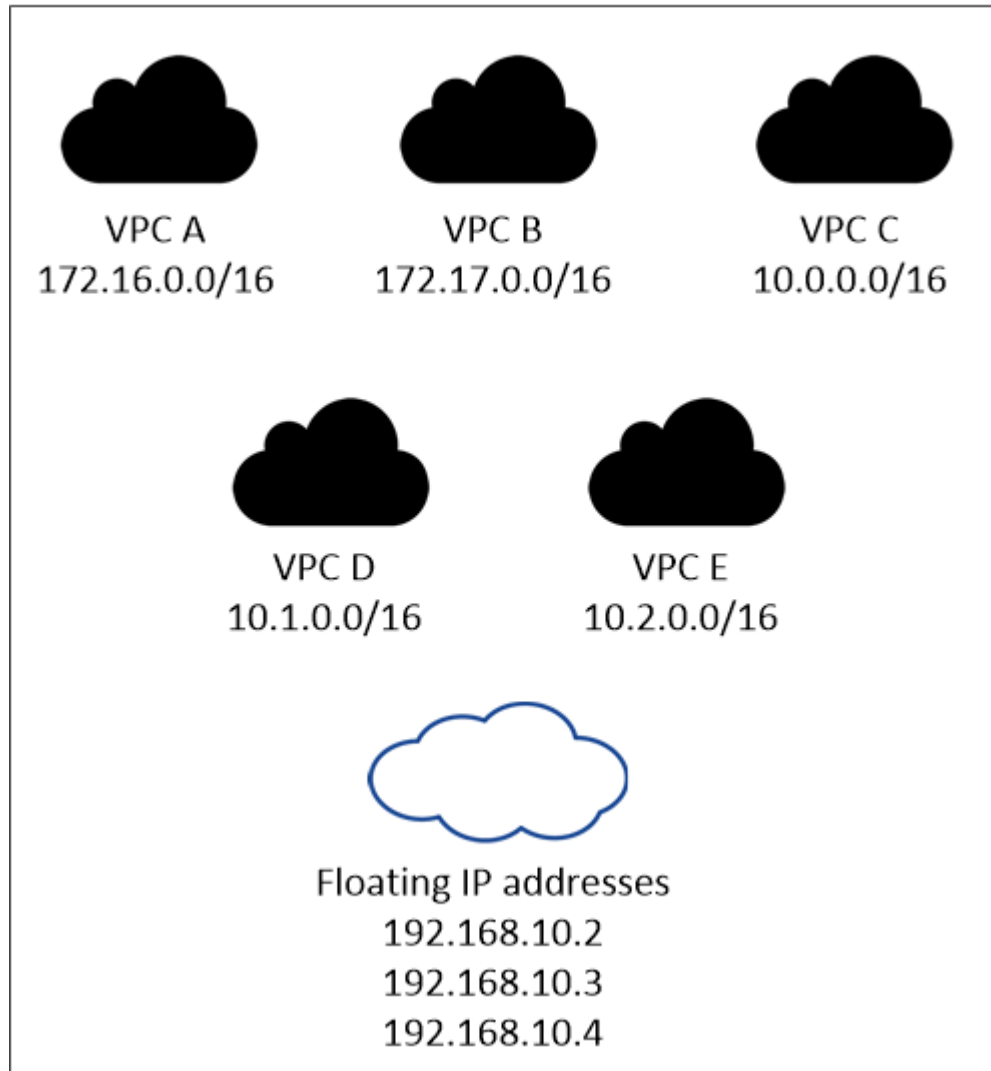 VPC A
172.16.0.0/16
VPC B
172.17.0.0/16
VPC C
10.0.0.0/16
VPC D
10.1.0.0/16
VPC E
10.2.0.0/16
Floating IP addresses
192.168.10.2
192.168.10.3
192.168.10.4